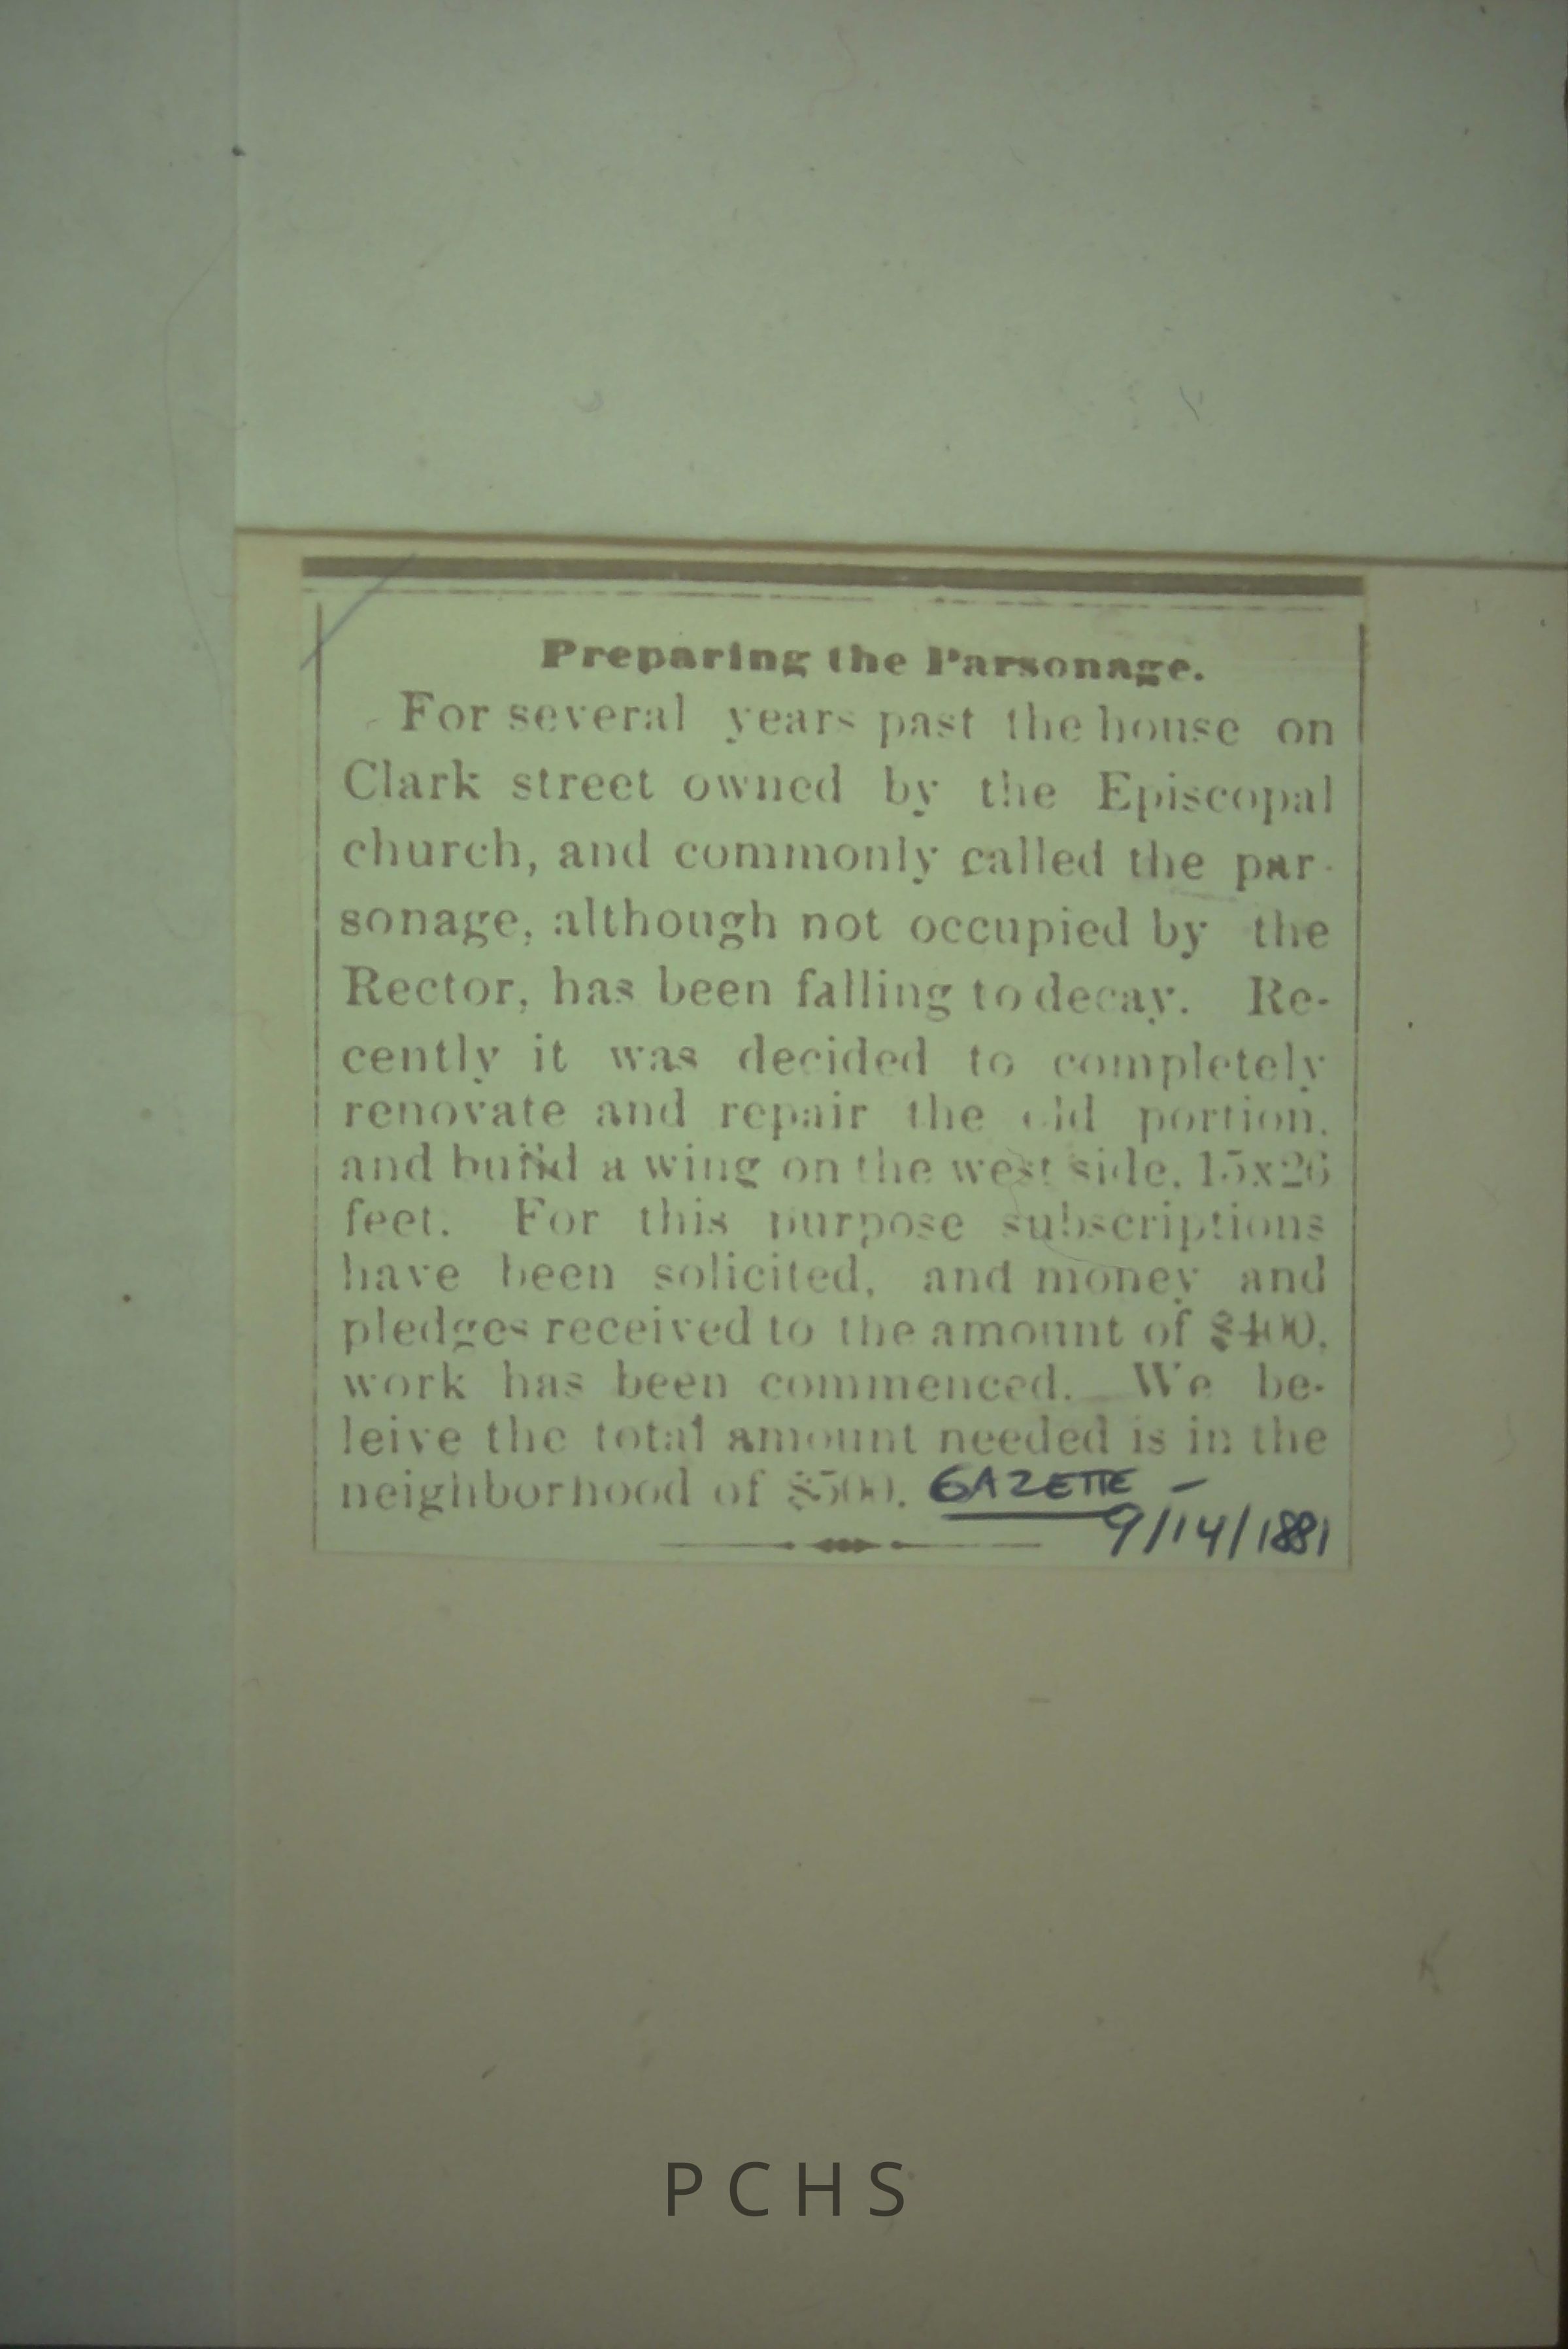 Preparing the Parsonage.
For several years past the house on
Clark street owned by the Episcopal
church, and commonly called the par-
sonage, although not occupied by the
Rector, has been falling to decay. Re-
cently it was decided to completely
renovate and repair the old portion,
and build a wing on the west side, 15x26
feet. For this purpose subscriptions
have been solicited, and money and
pledges received to the amount of $400,
work has been commenced. We be-
leive the total amount needed is in the
neighborhood of $500. GAZETTE -
9/14/1881
PCHS